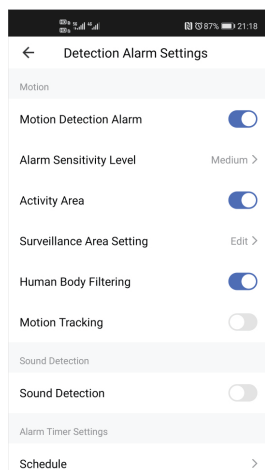 87% 21:18
Detection Alarm Settings
Motion
Motion Detection Alarm
Alarm Sensitivity Level Medium
Activity Area
Surveillance Area Setting Edit
Human Body Filtering
Motion Tracking
Sound Detection
Sound Detection
Alarm Timer Settings
Schedule